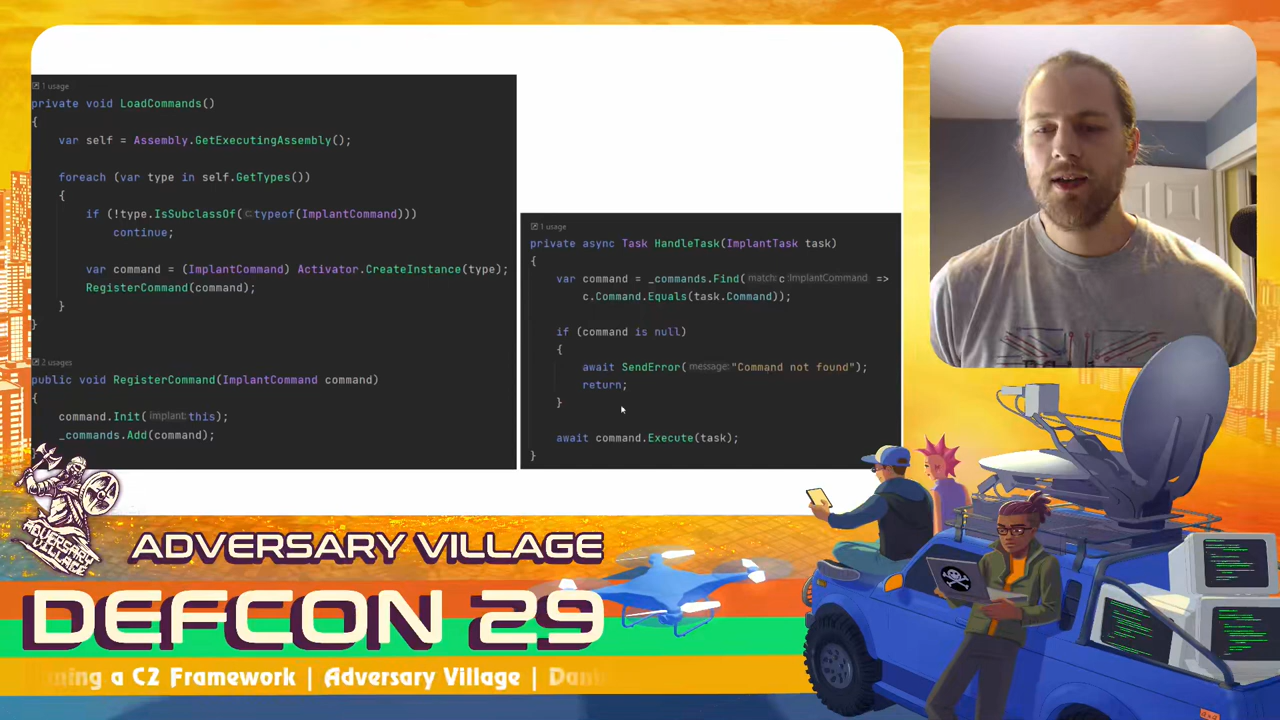 1 usage
private void LoadCommands()
{
var self = Assembly.GetExecutingAssembly();
foreach (var type in self.GetTypes())
{
if (!type.IsSubclassOf( c typeof(ImplantCommand)))
continue;
var command = (ImplantCommand) Activator.CreateInstance(type);
RegisterCommand(command);
}
}
2 usages
public void RegisterCommand(ImplantCommand command)
{
command.Init( implant: this);
_commands.Add(command);
1 usage
private async Task HandleTask(ImplantTask task)
{
var command = _commands.Find( match: c :ImplantCommand =>
c.Command.Equals(task.Command));
if (command is null)
{
await SendError( message: "Command not found");
return;
}
await command.Execute(task);
}
ADVERSARY
VILLAGE
ADVERSARY VILLAGE
DEFCON 29
ning a C2 Framework | Adversary Village | Dani